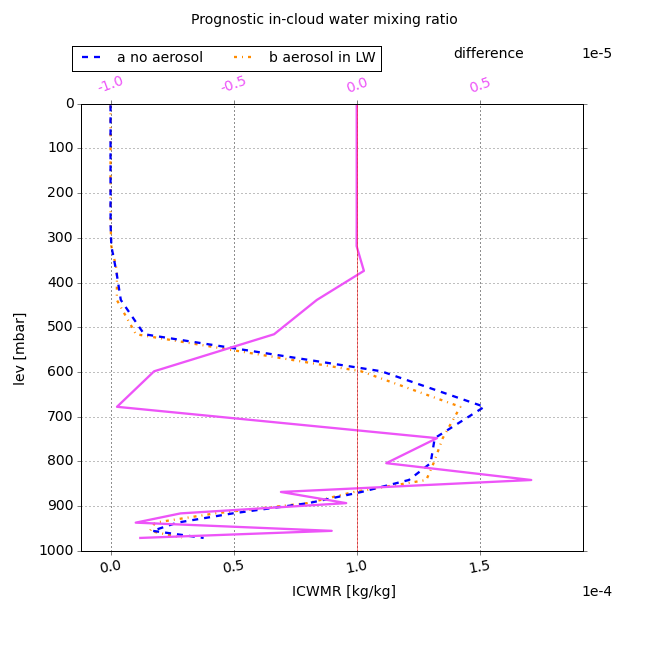 Prognostic in-cloud water mixing ratio
a no aerosol b aerosol in LW difference 1e-5
-1.0 -0.5 0.0 0.5
0
100
200
300
400
500
600
700
800
900
1000
lev [mbar]
0.0 0.5 1.0 1.5
ICWMR [kg/kg] 1e-4